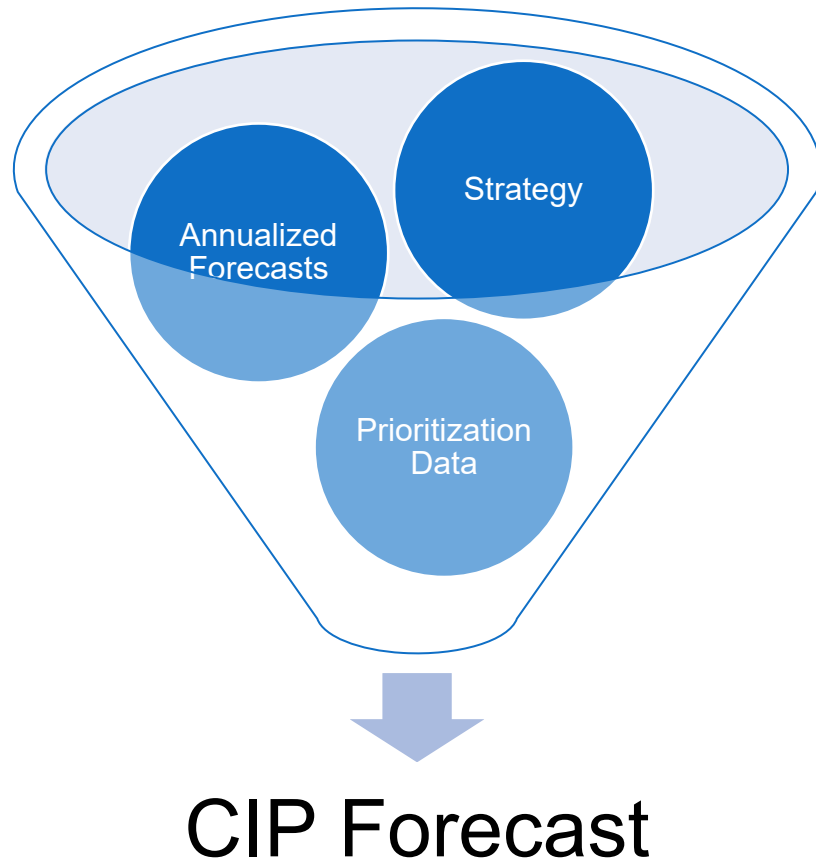 Strategy
Annualized
Forecasts
Prioritization
Data
CIP Forecast